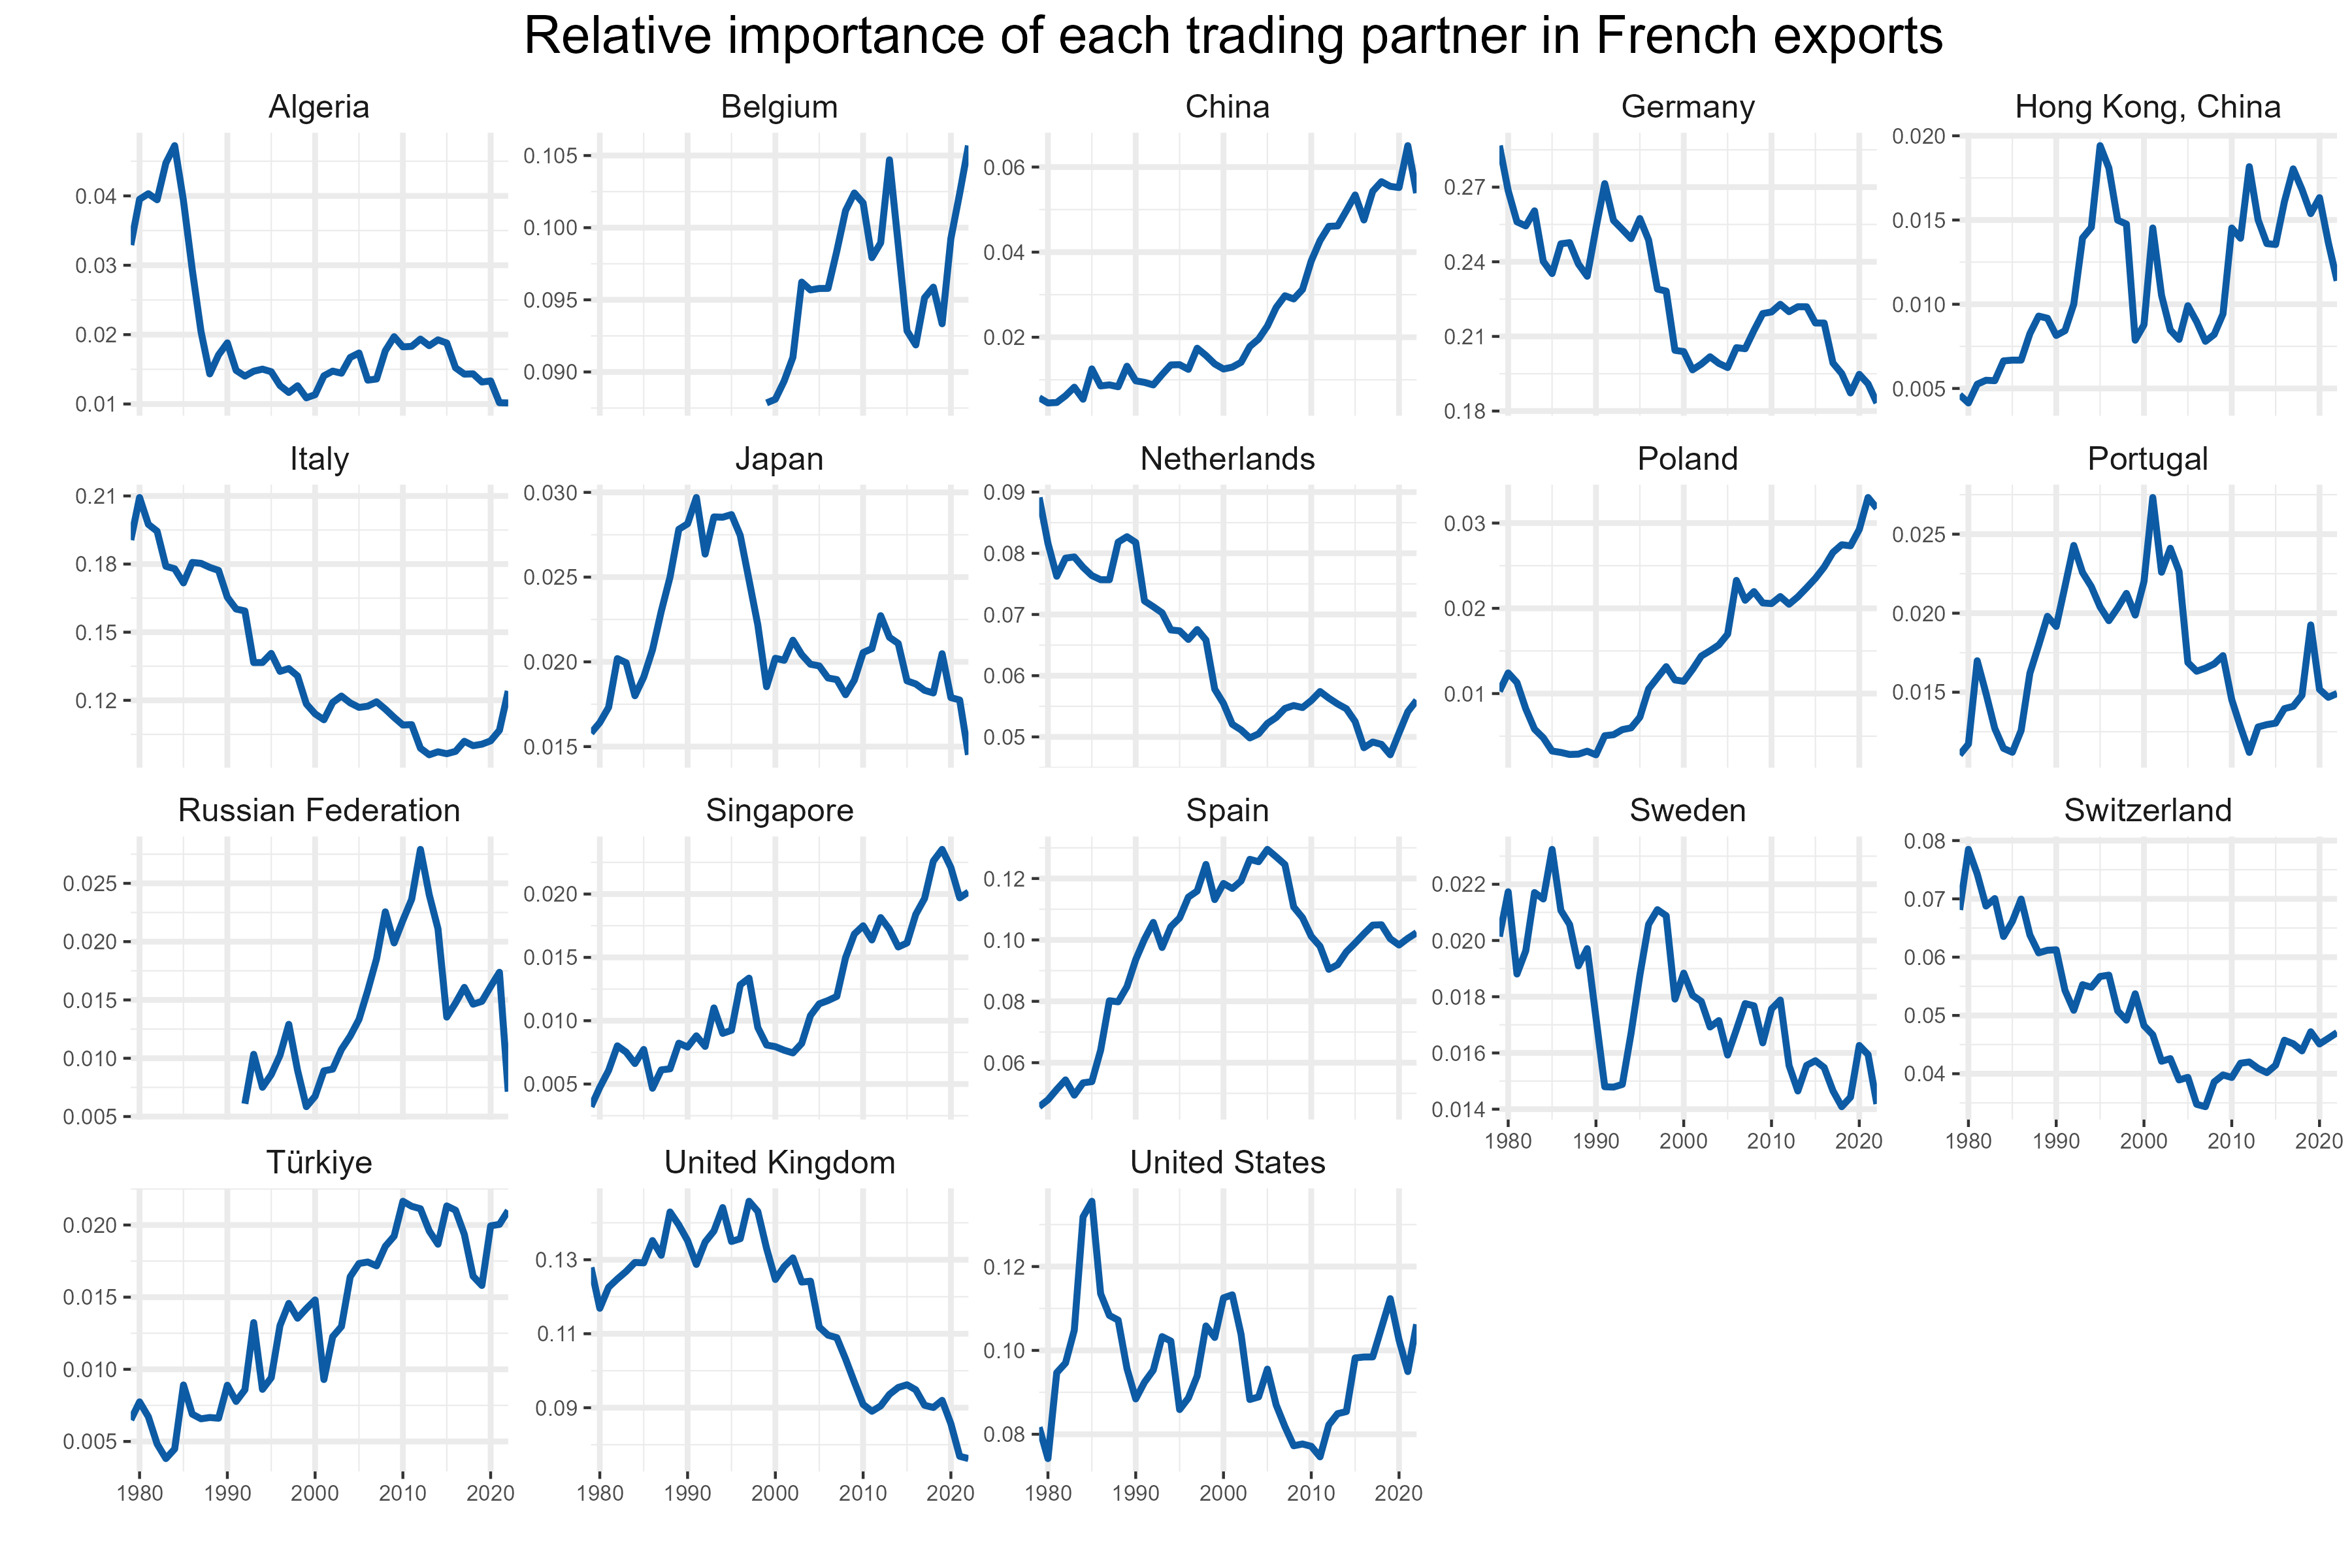 Relative importance of each trading partner in French exports
Algeria
0.04
0.03
0.02
0.01
Belgium
0.105
0.100
0.095
0.090
China
0.06
0.04
0.02
Germany
0.27
0.24
0.21
0.18
Hong Kong, China
0.020
0.015
0.010
0.005
Italy
0.21
0.18
0.15
0.12
Japan
0.030
0.025
0.020
0.015
Netherlands
0.09
0.08
0.07
0.06
0.05
Poland
0.03
0.02
0.01
Portugal
0.025
0.020
0.015
Russian Federation
0.025
0.020
0.015
0.010
0.005
Singapore
0.020
0.015
0.010
0.005
Spain
0.12
0.10
0.08
0.06
Sweden
0.022
0.020
0.018
0.016
0.014
1980 1990 2000 2010 2020
Switzerland
0.08
0.07
0.06
0.05
0.04
1980 1990 2000 2010 2020
Türkiye
0.020
0.015
0.010
0.005
1980 1990 2000 2010 2020
United Kingdom
0.13
0.11
0.09
1980 1990 2000 2010 2020
United States
0.12
0.10
0.08
1980 1990 2000 2010 2020